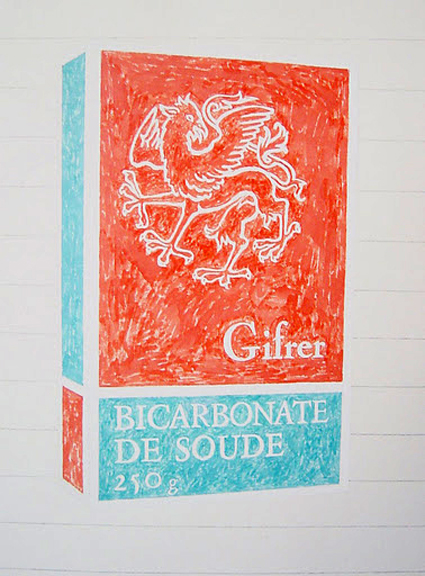 Gifrer
BICARBONATE
DE SOUDE
250 g